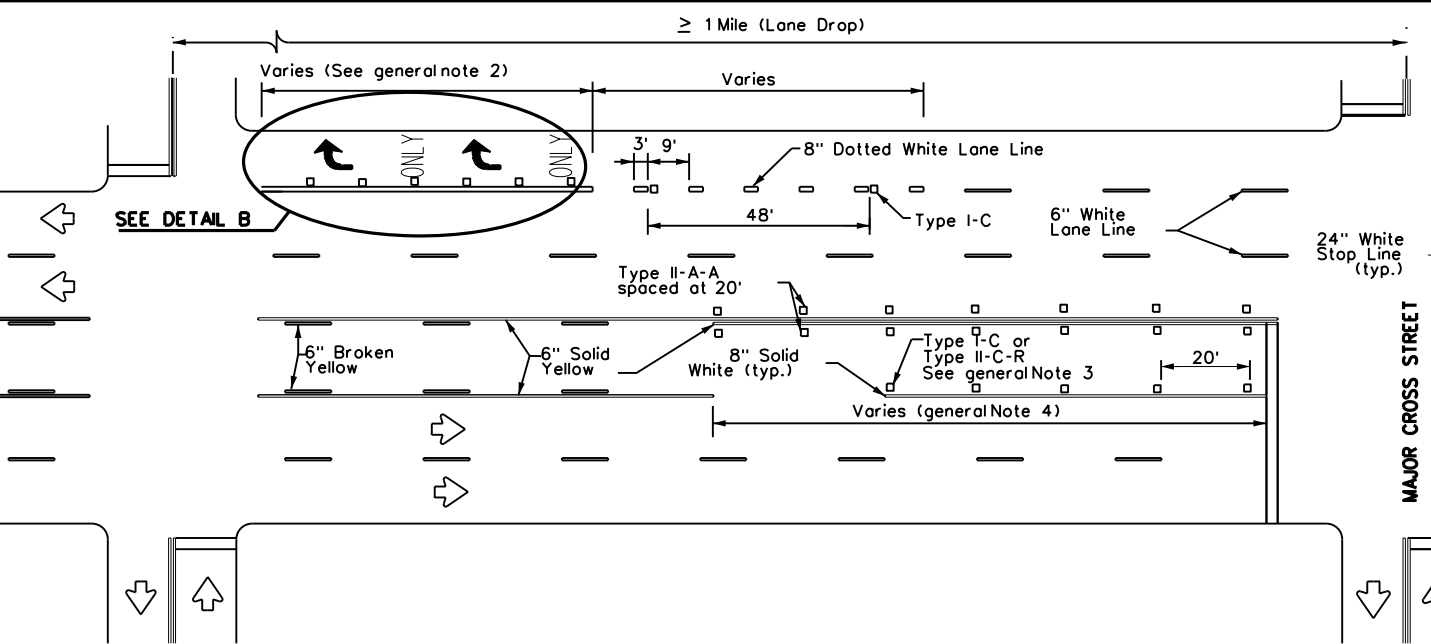 ≥ 1 Mile (Lane Drop)
Varies (See general note 2)
Varies
ONLY
ONLY
3'
9'
8" Dotted White Lane Line
SEE DETAIL B
48'
Type I-C
6" White
Lane Line
24" White
Stop Line
(typ.)
Type II-A-A
spaced at 20'
6" Broken
Yellow
6" Solid
Yellow
8" Solid
White (typ.)
Type I-C or
Type II-C-R
See general Note 3
20'
Varies (general Note 4)
MAJOR CROSS STREET